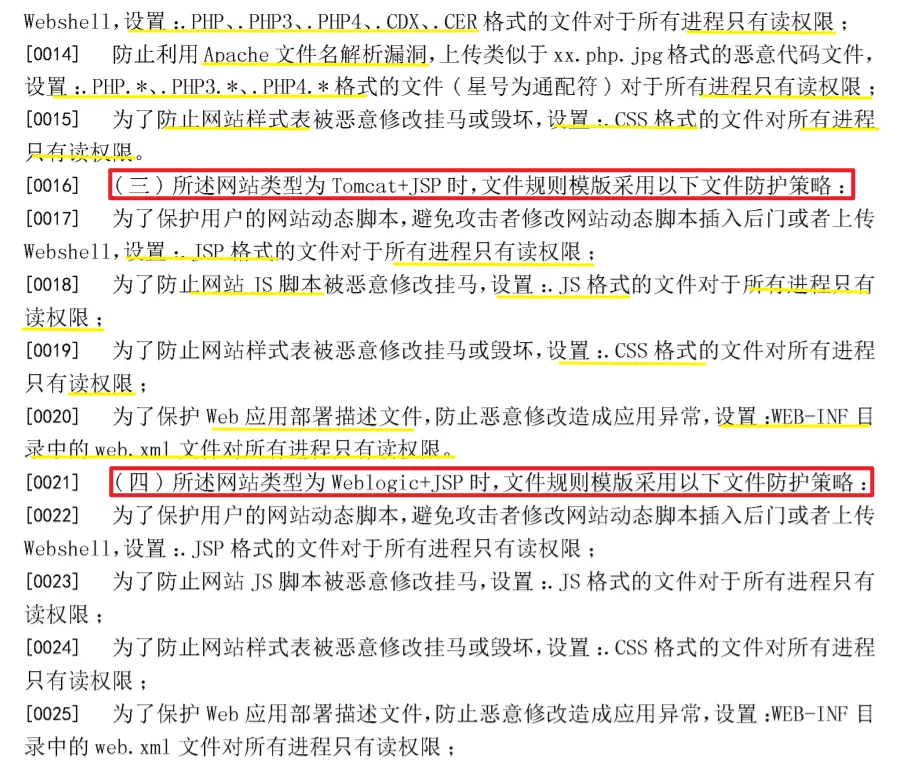 Webshell,设置:.PHP、.PHP3、.PHP4、.CDX、.CER 格式的文件对于所有进程只有读权限;
[0014] 防止利用 Apache 文件名解析漏洞,上传类似于 xx.php.jpg 格式的恶意代码文件,
设置:.PHP.*、.PHP3.*、.PHP4.* 格式的文件(星号为通配符)对于所有进程只有读权限;
[0015] 为了防止网站样式表被恶意修改挂马或毁坏,设置:.CSS 格式的文件对所有进程
只有读权限。
[0016] (三)所述网站类型为 Tomcat+JSP 时,文件规则模版采用以下文件防护策略:
[0017] 为了保护用户的网站动态脚本,避免攻击者修改网站动态脚本插入后门或者上传
Webshell,设置:.JSP 格式的文件对于所有进程只有读权限;
[0018] 为了防止网站 JS 脚本被恶意修改挂马,设置:.JS 格式的文件对于所有进程只有
读权限;
[0019] 为了防止网站样式表被恶意修改挂马或毁坏,设置:.CSS 格式的文件对所有进程
只有读权限;
[0020] 为了保护 Web 应用部署描述文件,防止恶意修改造成应用异常,设置:WEB-INF 目
录中的 web.xml 文件对所有进程只有读权限。
[0021] (四)所述网站类型为 Weblogic+JSP 时,文件规则模版采用以下文件防护策略:
[0022] 为了保护用户的网站动态脚本,避免攻击者修改网站动态脚本插入后门或者上传
Webshell,设置:.JSP 格式的文件对于所有进程只有读权限;
[0023] 为了防止网站 JS 脚本被恶意修改挂马,设置:.JS 格式的文件对于所有进程只有
读权限;
[0024] 为了防止网站样式表被恶意修改挂马或毁坏,设置:.CSS 格式的文件对所有进程
只有读权限;
[0025] 为了保护 Web 应用部署描述文件,防止恶意修改造成应用异常,设置:WEB-INF 目
录中的 web.xml 文件对所有进程只有读权限;